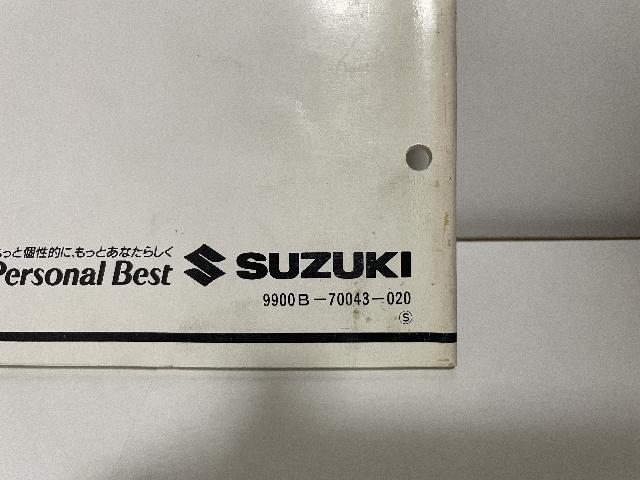 っと個性的に、もっとあなたらしく
Personal Best
SUZUKI
9900B-70043-020
S